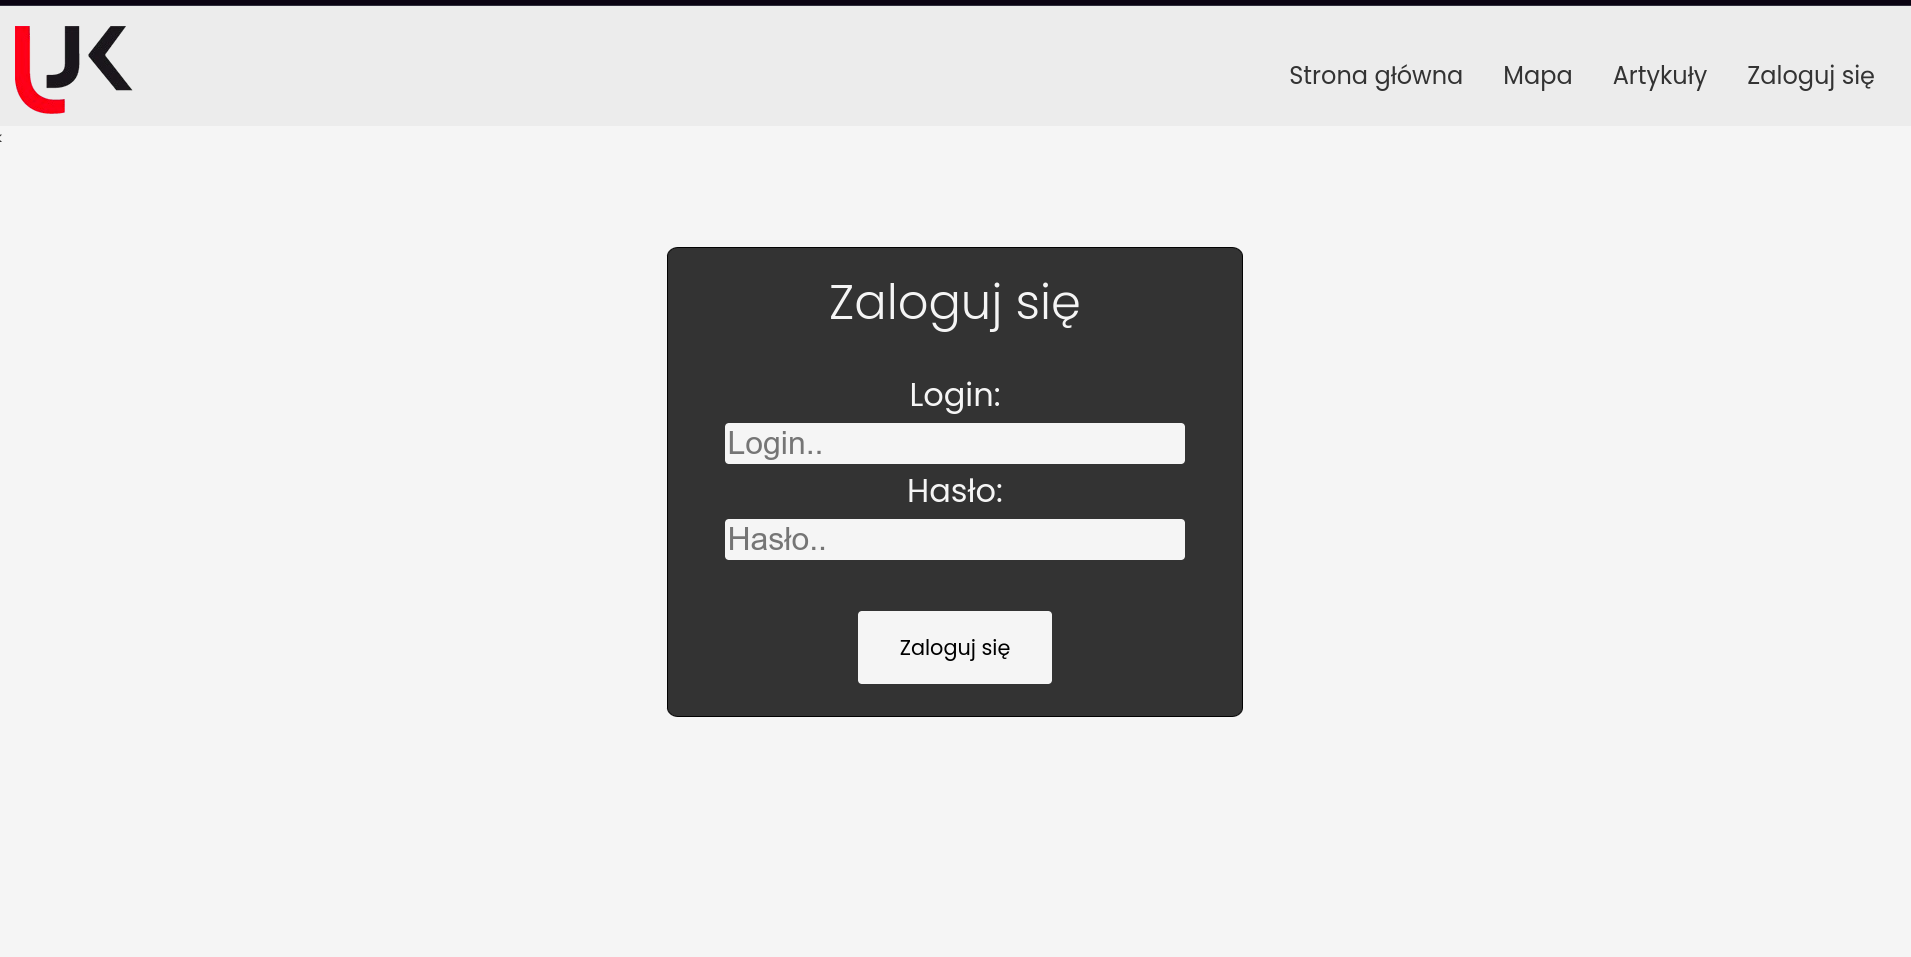 UJK
Strona główna Mapa Artykuły Zaloguj się
Zaloguj się
Login:
Login..
Hasło:
Hasło..
Zaloguj się